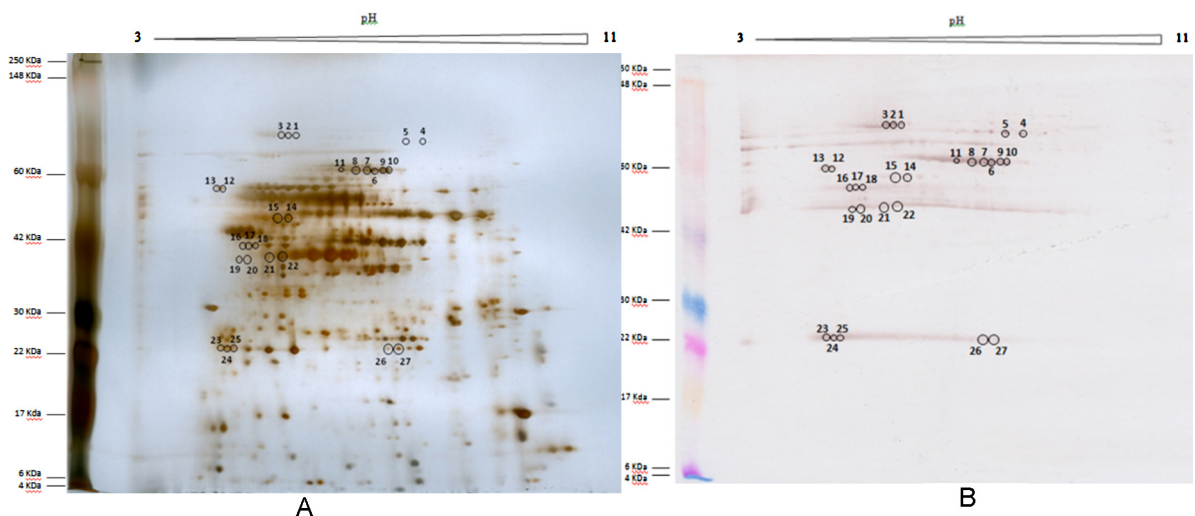 pH
3 11
250 KDa
148 KDa
60 KDa
42 KDa
30 KDa
22 KDa
17 Kda
6 KDa
4 KDa
3 2 1
5 4
11 8 7 9 10
6
13 12
15 14
16 17 18
19 20 21 22
23 25
24
26 27
A
pH
3 11
50 KDa
48 KDa
60 KDa
42 KDa
30 KDa
22 KDa
17 Kda
6 KDa
4 KDa
3 2 1
5 4
11 8 7 9 10
6
13 12
15 14
16 17 18
19 20 21 22
23 25
24
26 27
B